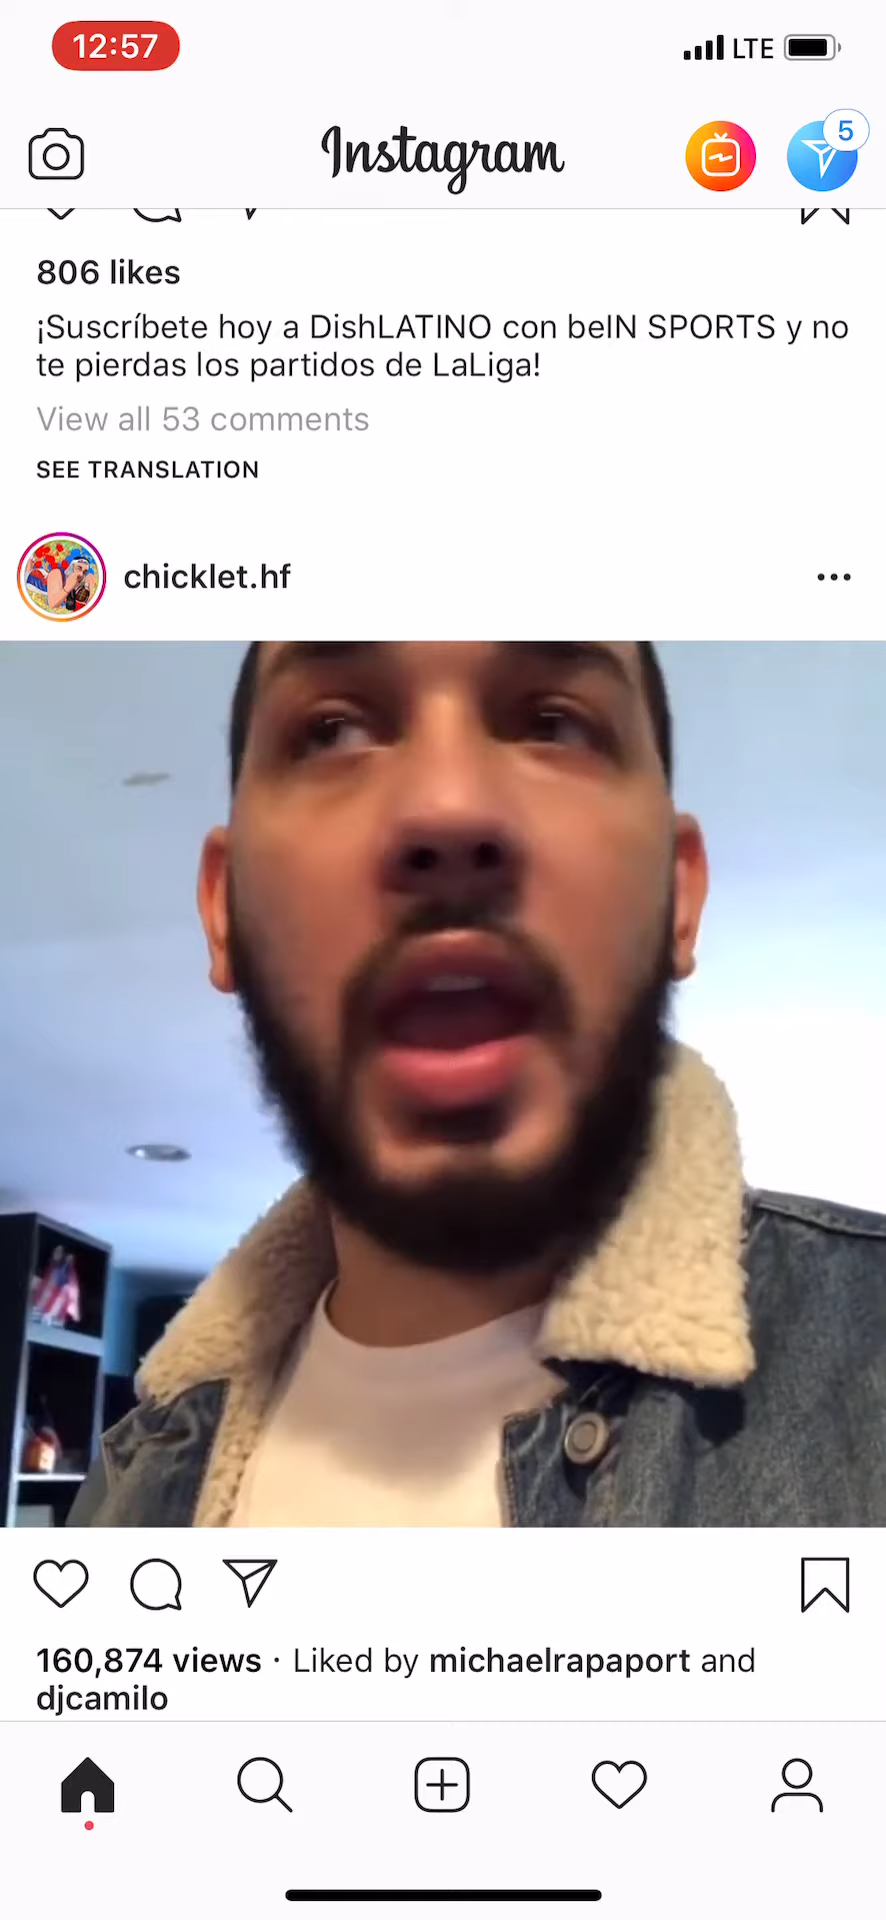 12:57
LTE
Instagram
5
806 likes
¡Suscríbete hoy a DishLATINO con beIN SPORTS y no
te pierdas los partidos de LaLiga!
View all 53 comments
SEE TRANSLATION
chicklet.hf
160,874 views · Liked by michaelrapaport and
djcamilo